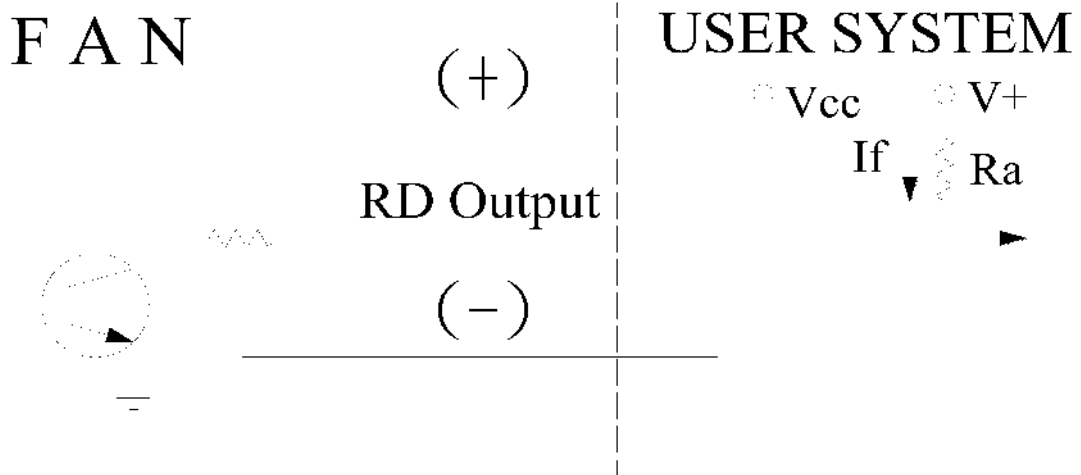 F A N
USER SYSTEM
(+)
Vcc
V+
If
Ra
RD Output
(-)